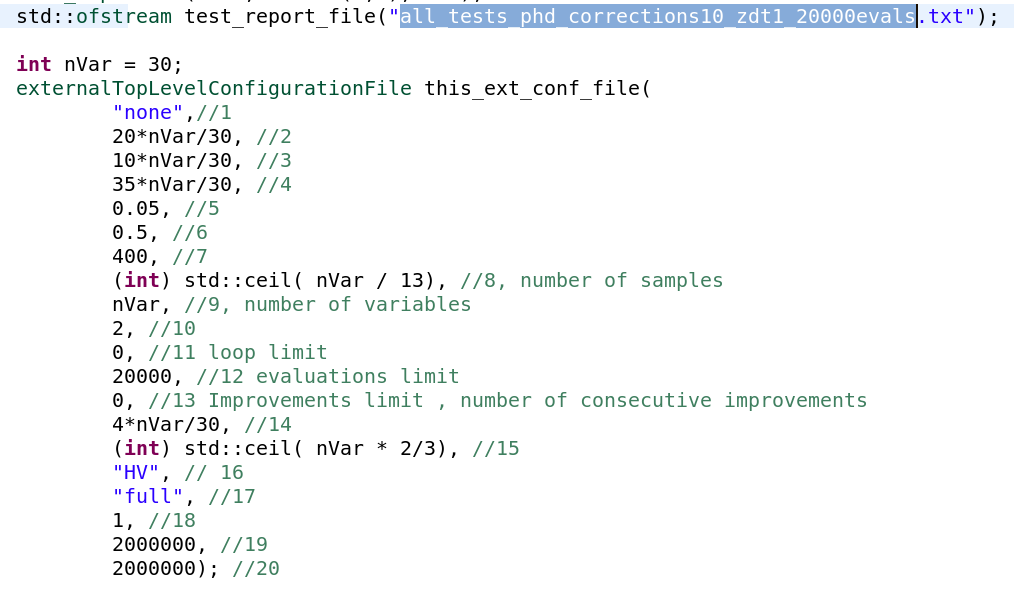 std::ofstream test_report_file("all_tests_phd_corrections10_zdt1_20000evals.txt");
int nVar = 30;
externalTopLevelConfigurationFile this_ext_conf_file(
"none",//1
20*nVar/30, //2
10*nVar/30, //3
35*nVar/30, //4
0.05, //5
0.5, //6
400, //7
(int) std::ceil( nVar / 13), //8, number of samples
nVar, //9, number of variables
2, //10
0, //11 loop limit
20000, //12 evaluations limit
0, //13 Improvements limit , number of consecutive improvements
4*nVar/30, //14
(int) std::ceil( nVar * 2/3), //15
"HV", // 16
"full", //17
1, //18
2000000, //19
2000000); //20